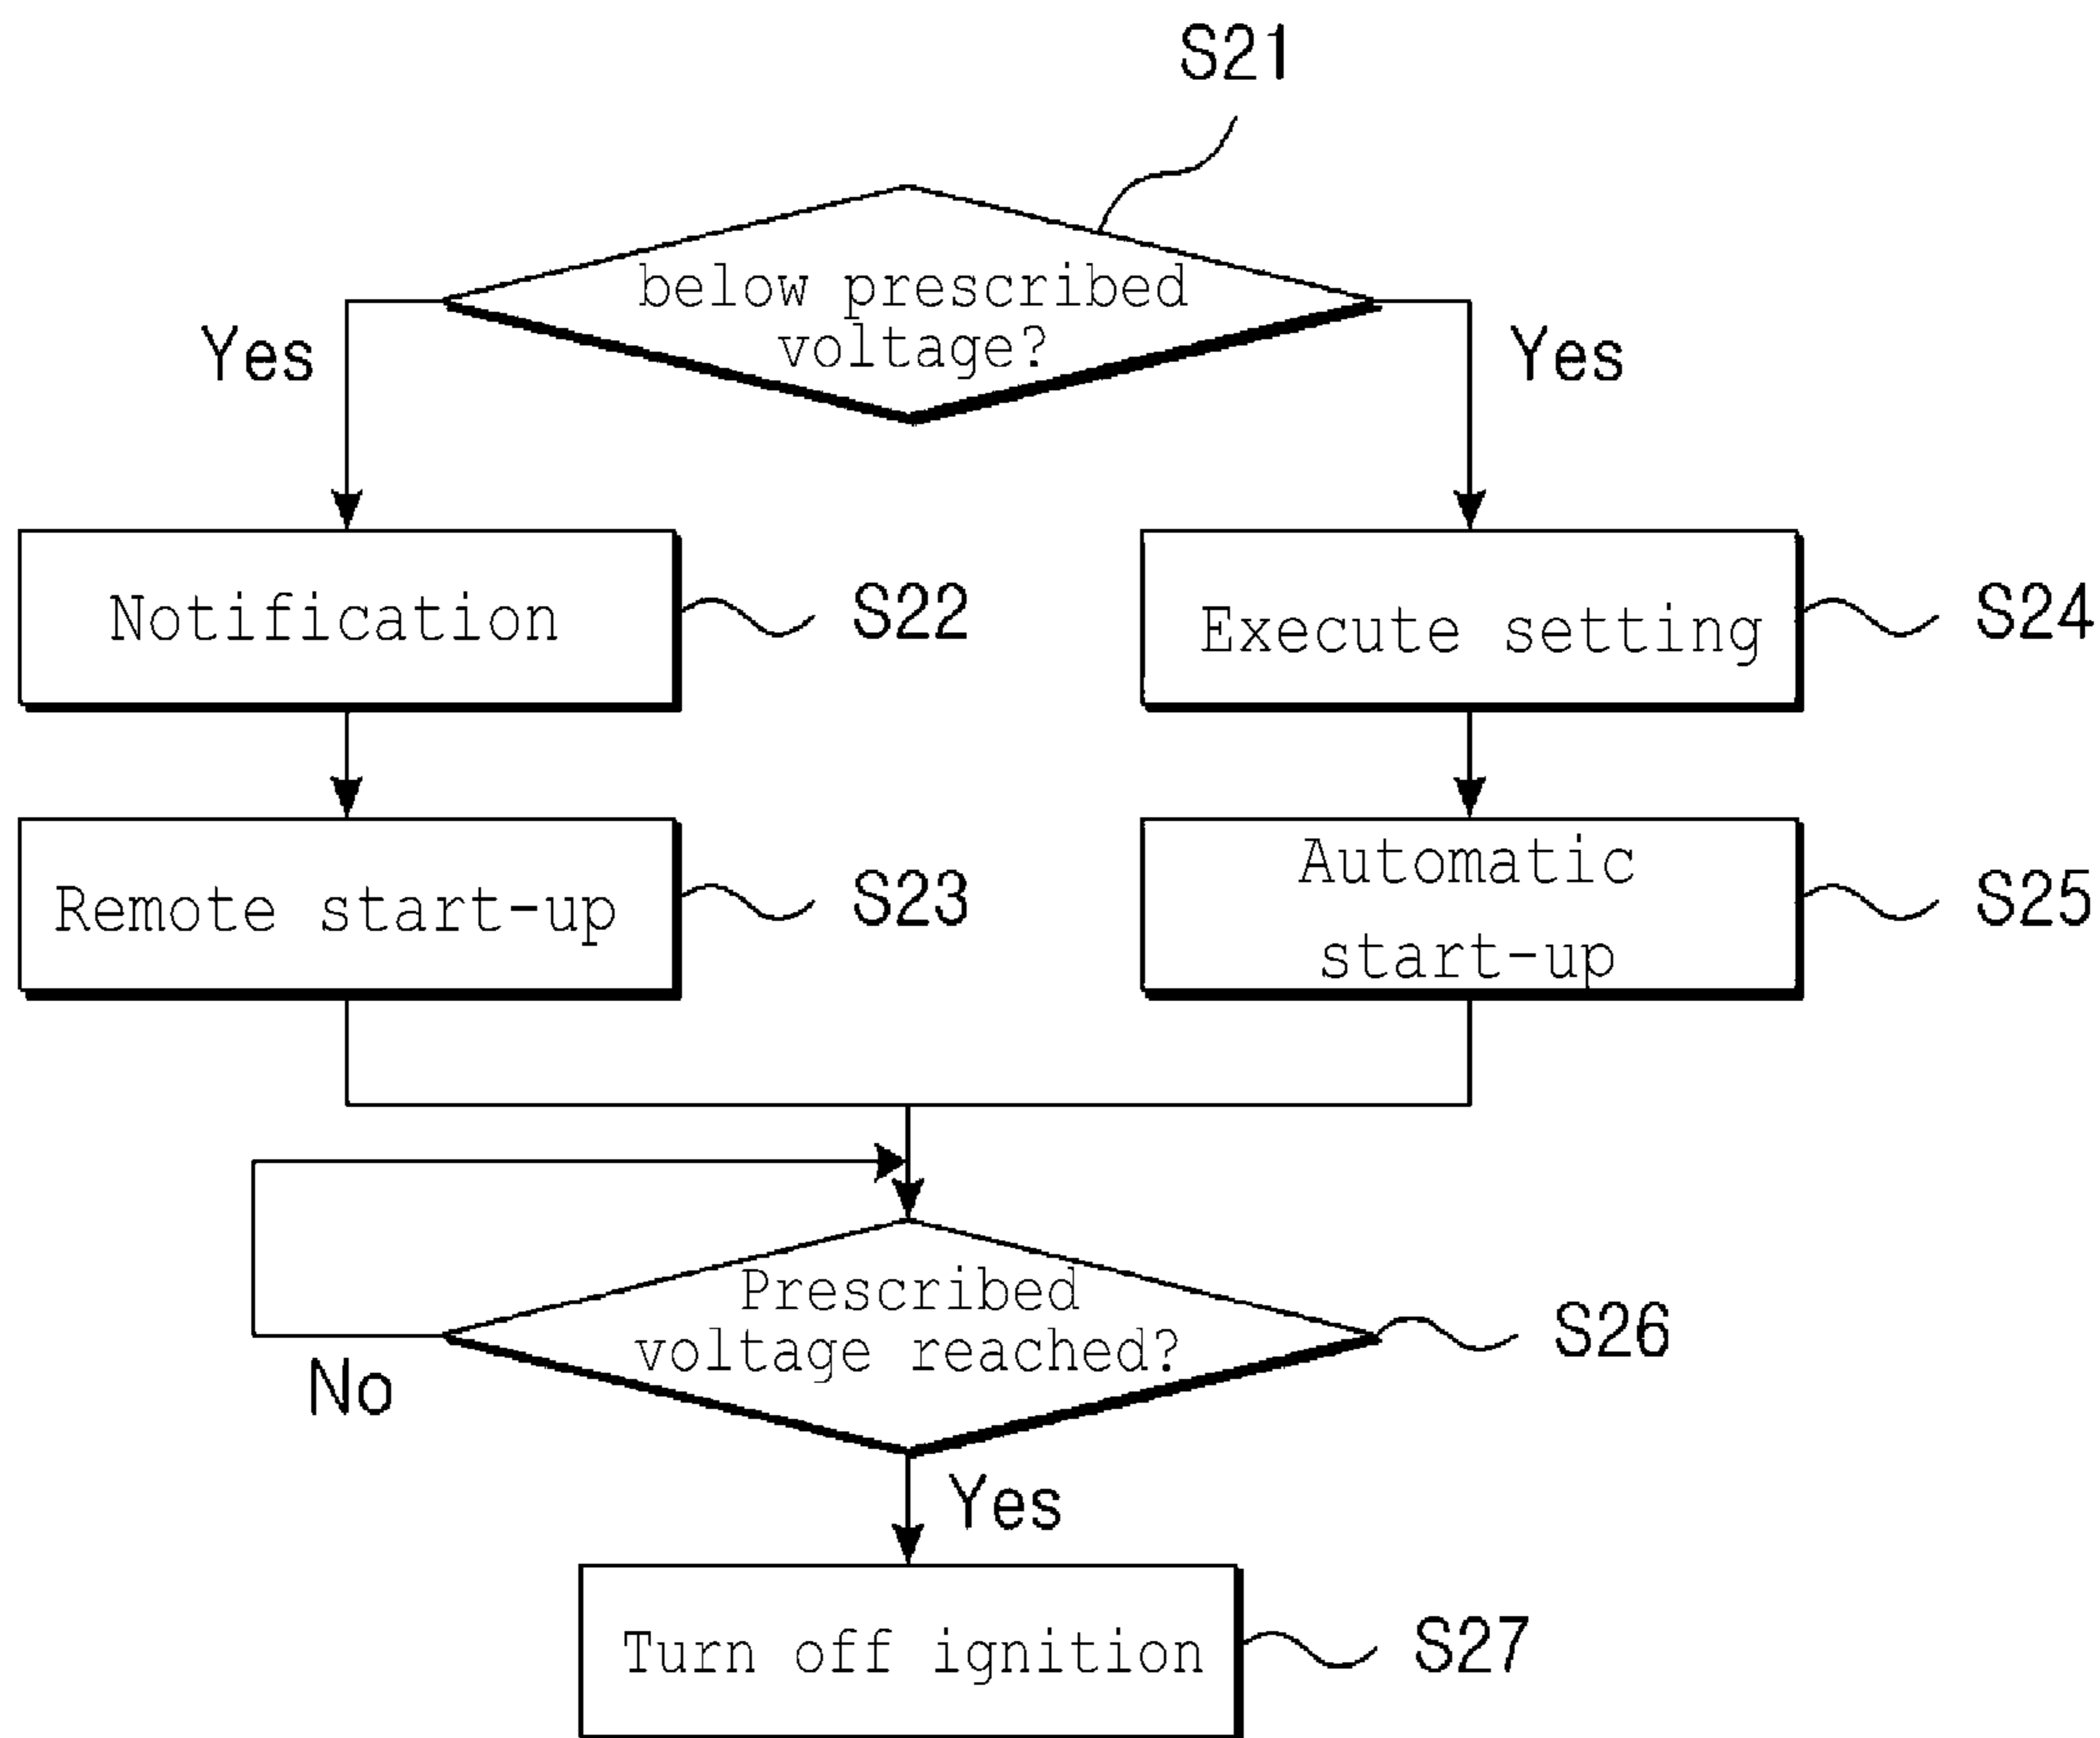 S21
below prescribed
voltage?
Yes
Yes
Notification
S22
Execute setting
S24
Remote start-up
S23
Automatic
start-up
S25
Prescribed
voltage reached?
S26
No
Yes
Turn off ignition
S27